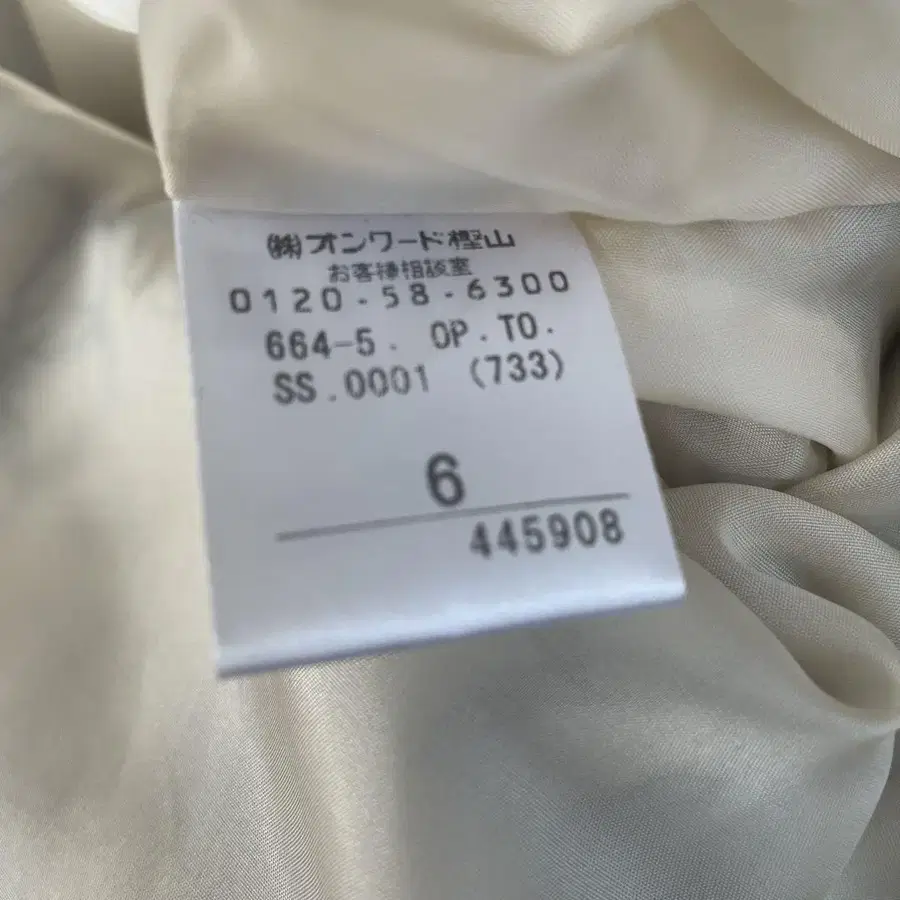 ㈱オンワード樫山
お客様相談室
0120-58-6300
664-5. OP.TO.
SS.0001 (733)
6
445908